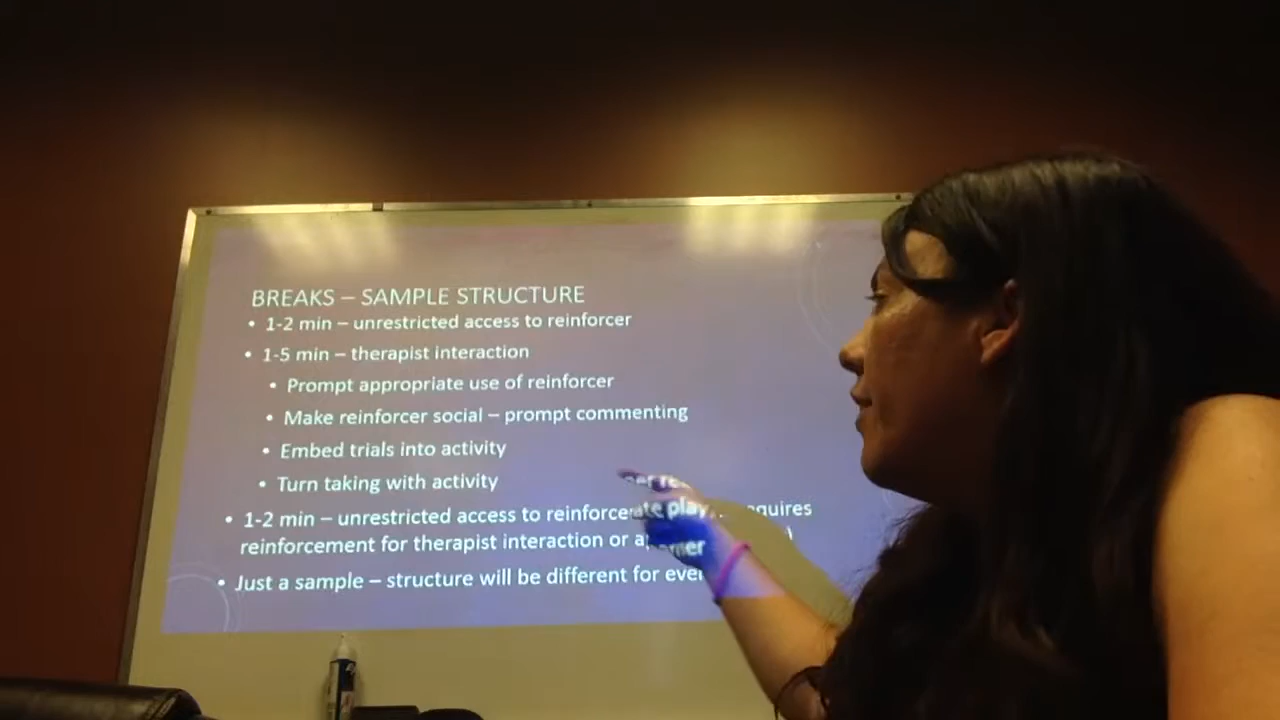 BREAKS – SAMPLE STRUCTURE
• 1-2 min – unrestricted access to reinforcer
• 1-5 min – therapist interaction
• Prompt appropriate use of reinforcer
• Make reinforcer social – prompt commenting
• Embed trials into activity
• Turn taking with activity
• 1-2 min – unrestricted access to reinforcer
reinforcement for therapist interaction or
• Just a sample – structure will be different for